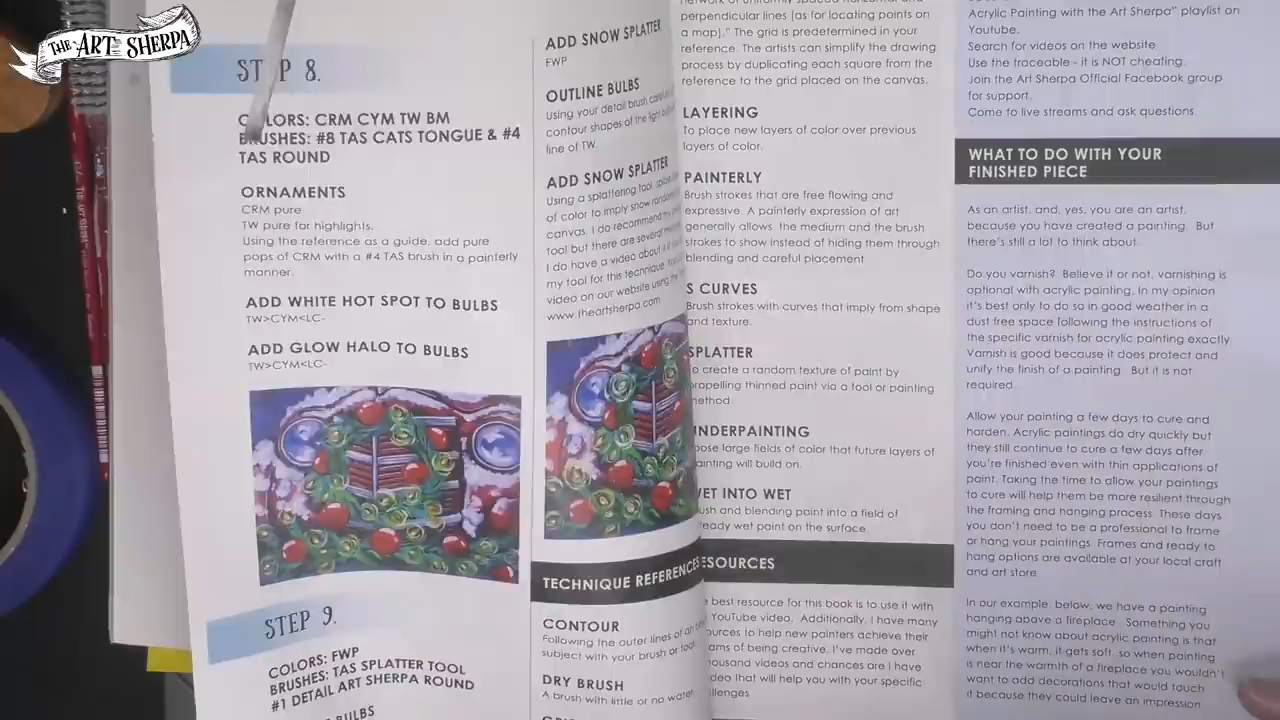 THE ART SHERPA
STEP 8.
COLORS: CRM CYM TW BM
BRUSHES: #8 TAS CATS TONGUE & #4
TAS ROUND
ORNAMENTS
CRM pure
TW pure for highlights.
Using the reference as a guide, add pure
pops of CRM with a #4 TAS brush in a painterly
manner.
ADD WHITE HOT SPOT TO BULBS
TW>CYM<LC-
ADD GLOW HALO TO BULBS
TW>CYM<LC-
STEP 9.
COLORS: FWP
BRUSHES: TAS SPLATTER TOOL
#1 DETAIL ART SHERPA ROUND
BULBS
ADD SNOW SPLATTER
FWP
OUTLINE BULBS
Using your detail brush
contour shapes of the light
line of TW.
ADD SNOW SPLATTER
Using a splattering tool
of color to imply snow
canvas. I do recommend
tool but there are several
I do have a video about
my tool for this technique.
video on our website using
www.theartsherpa.com
TECHNIQUE REFERENCES
CONTOUR
Following the outer lines of an
subject with your brush or tool
DRY BRUSH
A brush with little or no water
perpendicular lines (as for locating points on
a map)." The grid is predetermined in your
reference. The artists can simplify the drawing
process by duplicating each square from the
reference to the grid placed on the canvas.
LAYERING
To place new layers of color over previous
layers of color.
PAINTERLY
Brush strokes that are free flowing and
expressive. A painterly expression of art
generally allows the medium and the brush
strokes to show instead of hiding them through
blending and careful placement
S CURVES
Brush strokes with curves that imply from shape
and texture.
SPLATTER
to create a random texture of paint by
propelling thinned paint via a tool or painting
method.
UNDERPAINTING
loose large fields of color that future layers of
painting will build on.
WET INTO WET
and blending paint into a field of
ready wet paint on the surface.
RESOURCES
best resource for this book is to use it with
YouTube video. Additionally, I have many
to help new painters achieve their
of being creative. I've made over
videos and chances are I have
video that will help you with your specific
Acrylic Painting with the Art Sherpa" playlist on
Youtube.
Search for videos on the website.
Use the traceable - it is NOT cheating.
Join the Art Sherpa Official Facebook group
for support.
Come to live streams and ask questions.
WHAT TO DO WITH YOUR
FINISHED PIECE
As an artist, and, yes, you are an artist,
because you have created a painting. But
there's still a lot to think about.
Do you varnish? Believe it or not, varnishing is
optional with acrylic painting. In my opinion
it's best only to do so in good weather in a
dust free space following the instructions of
the specific varnish for acrylic painting exactly
Varnish is good because it does protect and
unify the finish of a painting. But it is not
required.
Allow your painting a few days to cure and
harden. Acrylic paintings do dry quickly but
they still continue to cure a few days after
you're finished even with thin applications of
paint. Taking the time to allow your paintings
to cure will help them be more resilient through
the framing and hanging process. These days
you don't need to be a professional to frame
or hang your paintings. Frames and ready to
hang options are available at your local craft
and art store
In our example, below, we have a painting
hanging above a fireplace. Something you
might not know about acrylic painting is that
when it's warm, it gets soft, so when painting
is near the warmth of a fireplace you wouldn't
want to add decorations that would touch
it because they could leave an impression